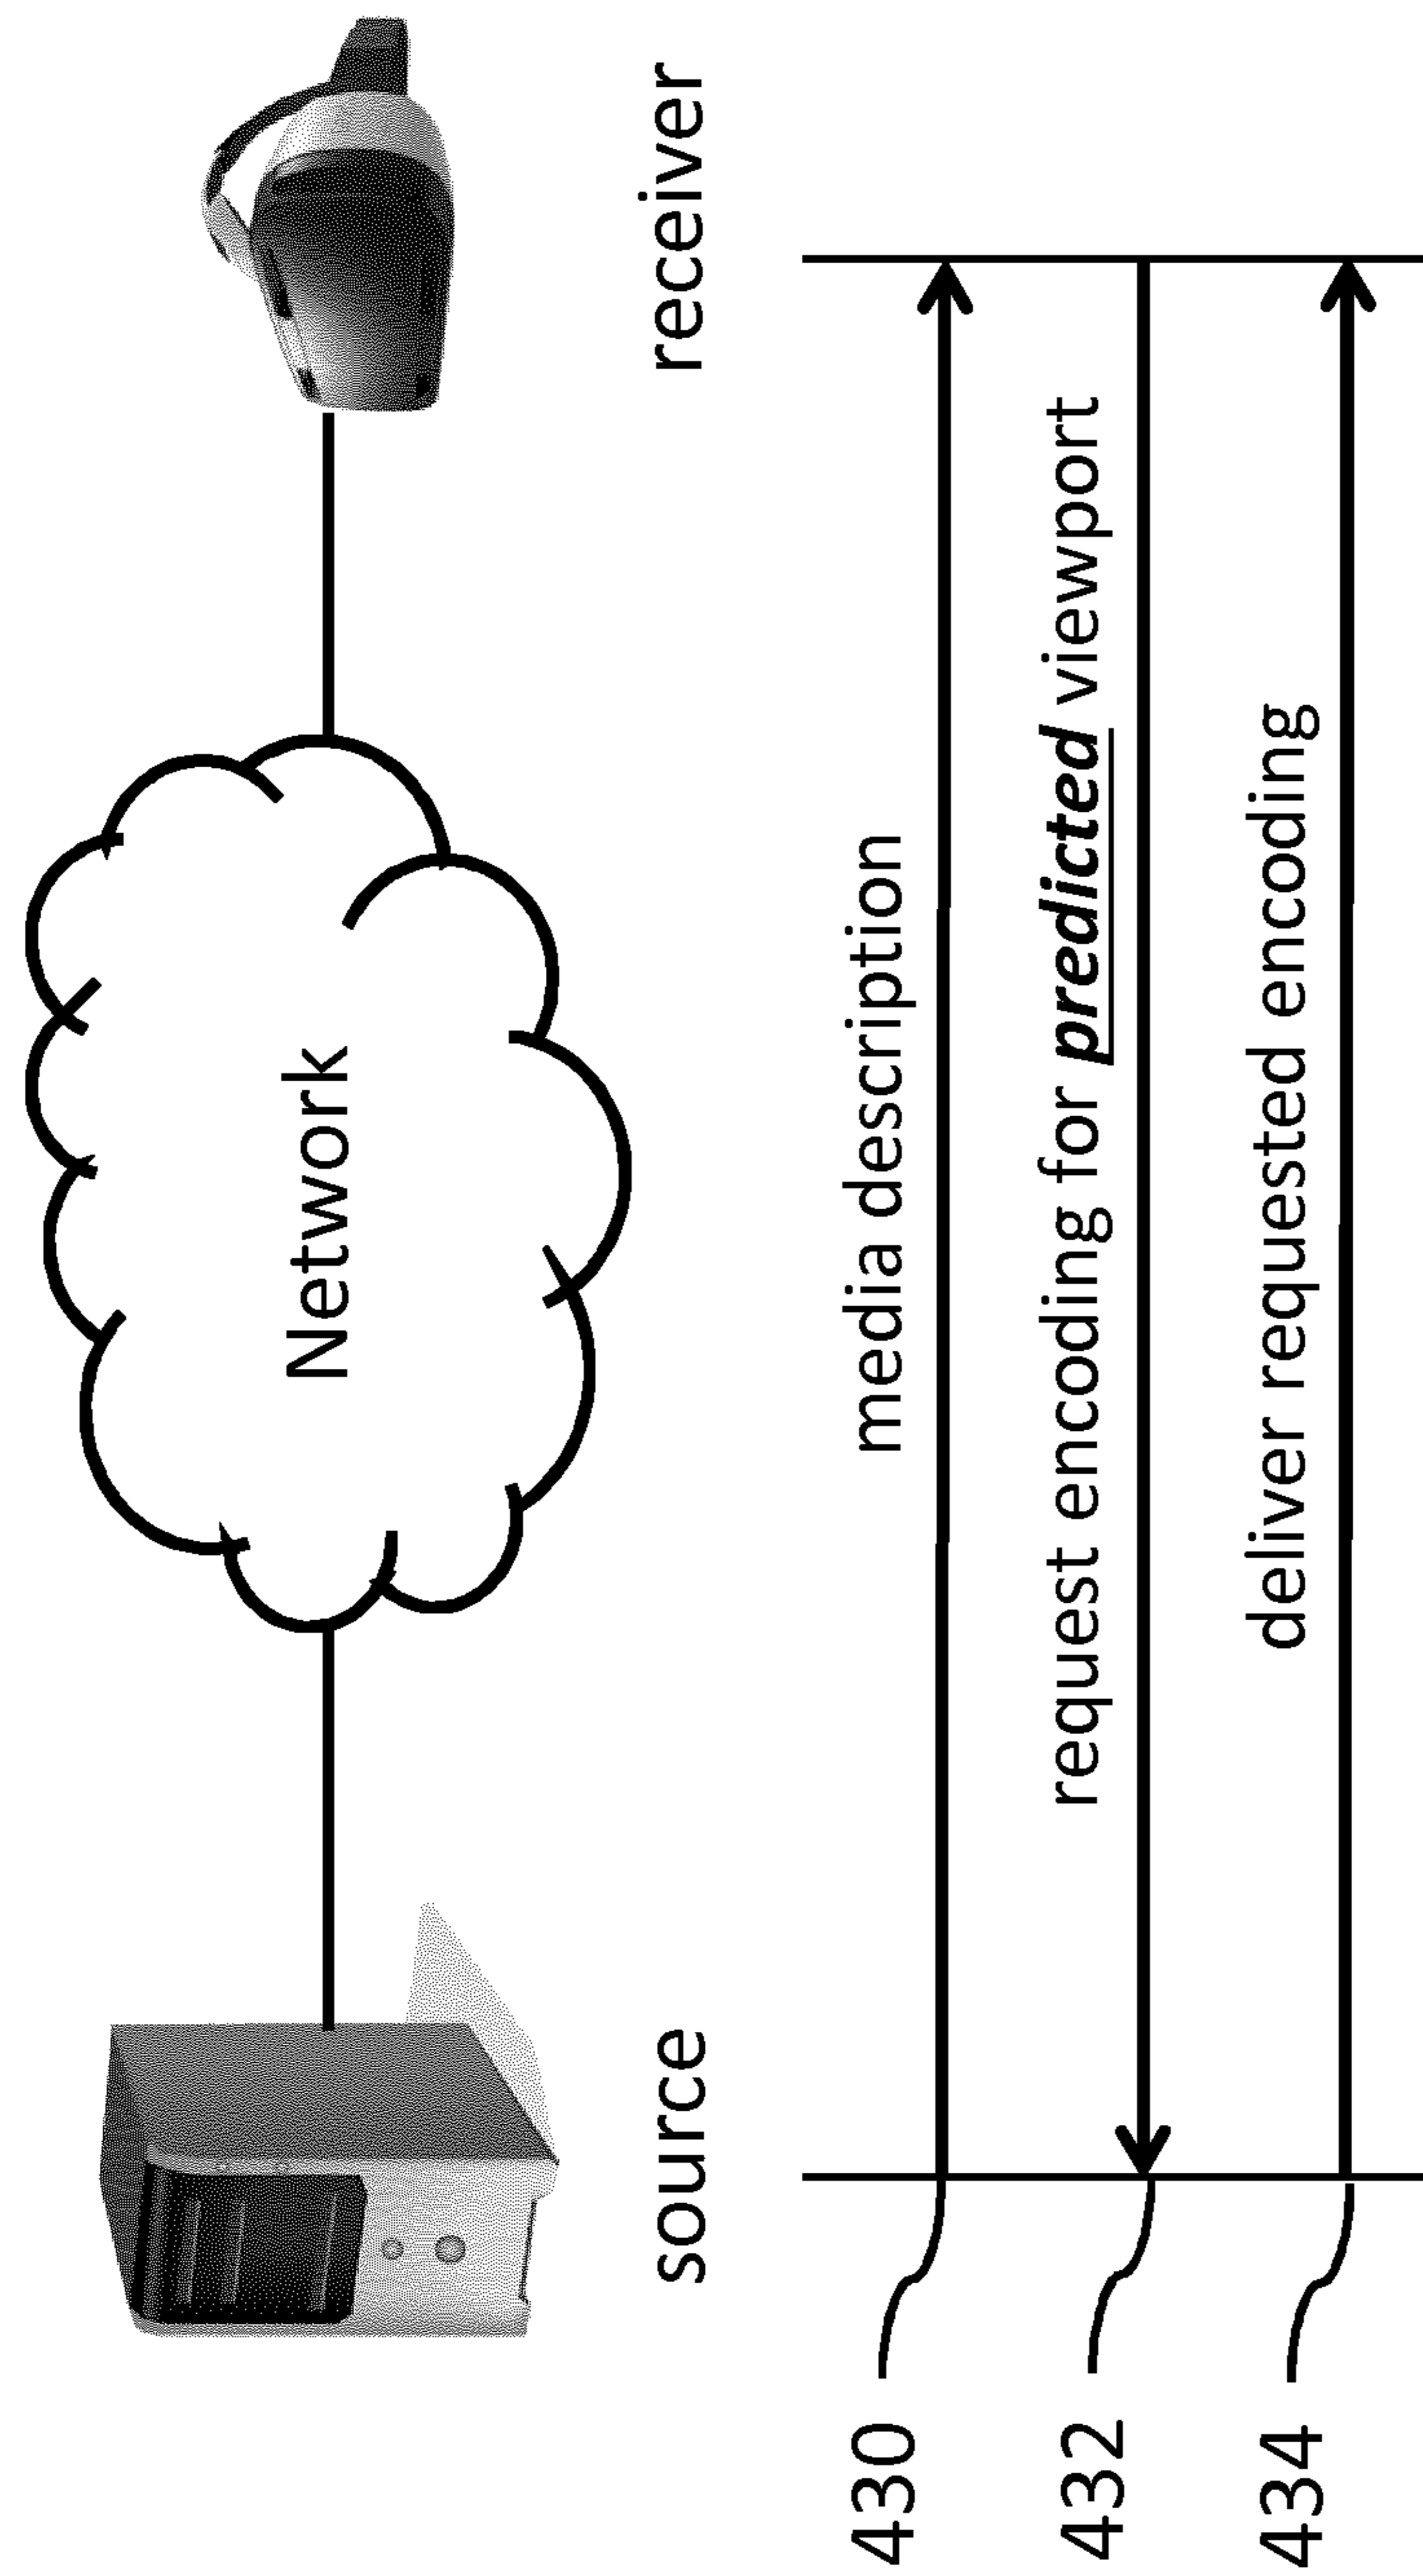 Network
source
receiver
430
media description
432
request encoding for predicted viewport
434
deliver requested encoding